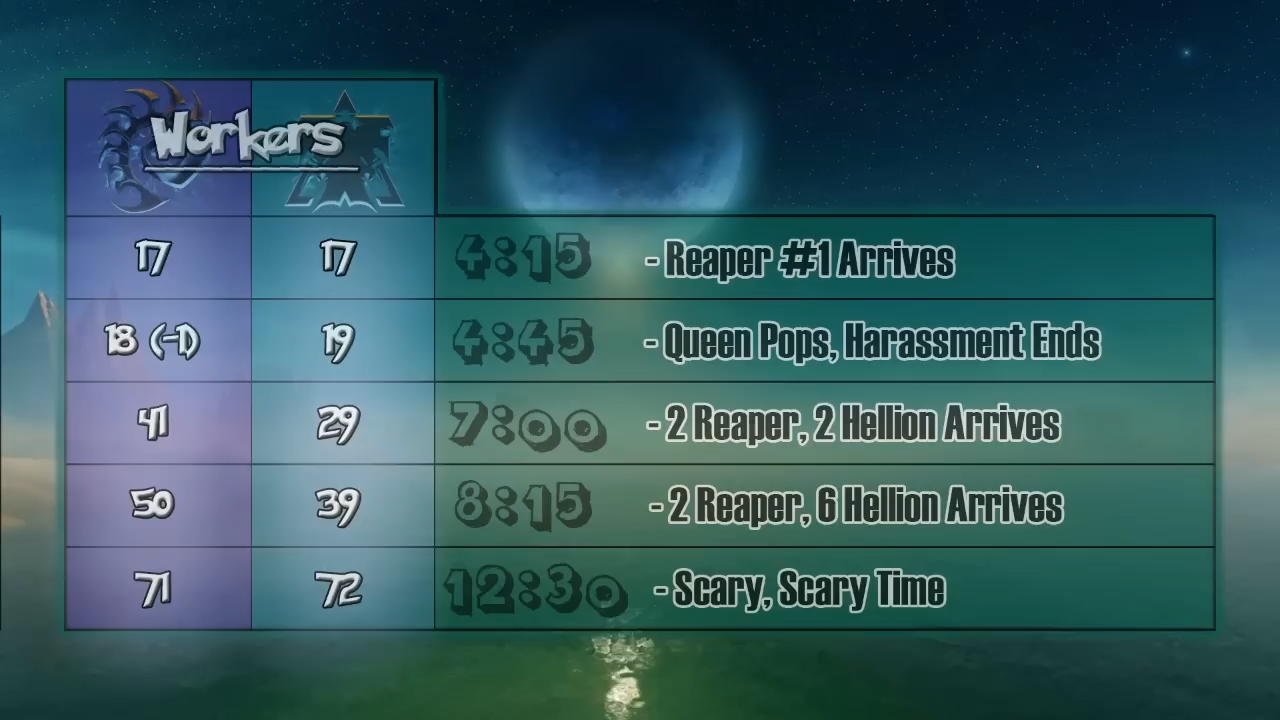 Workers
17 17 4:15 - Reaper #1 Arrives
18 (-1) 19 4:45 - Queen Pops, Harassment Ends
41 29 7:00 - 2 Reaper, 2 Hellion Arrives
50 39 8:15 - 2 Reaper, 6 Hellion Arrives
71 72 12:30 - Scary, Scary Time